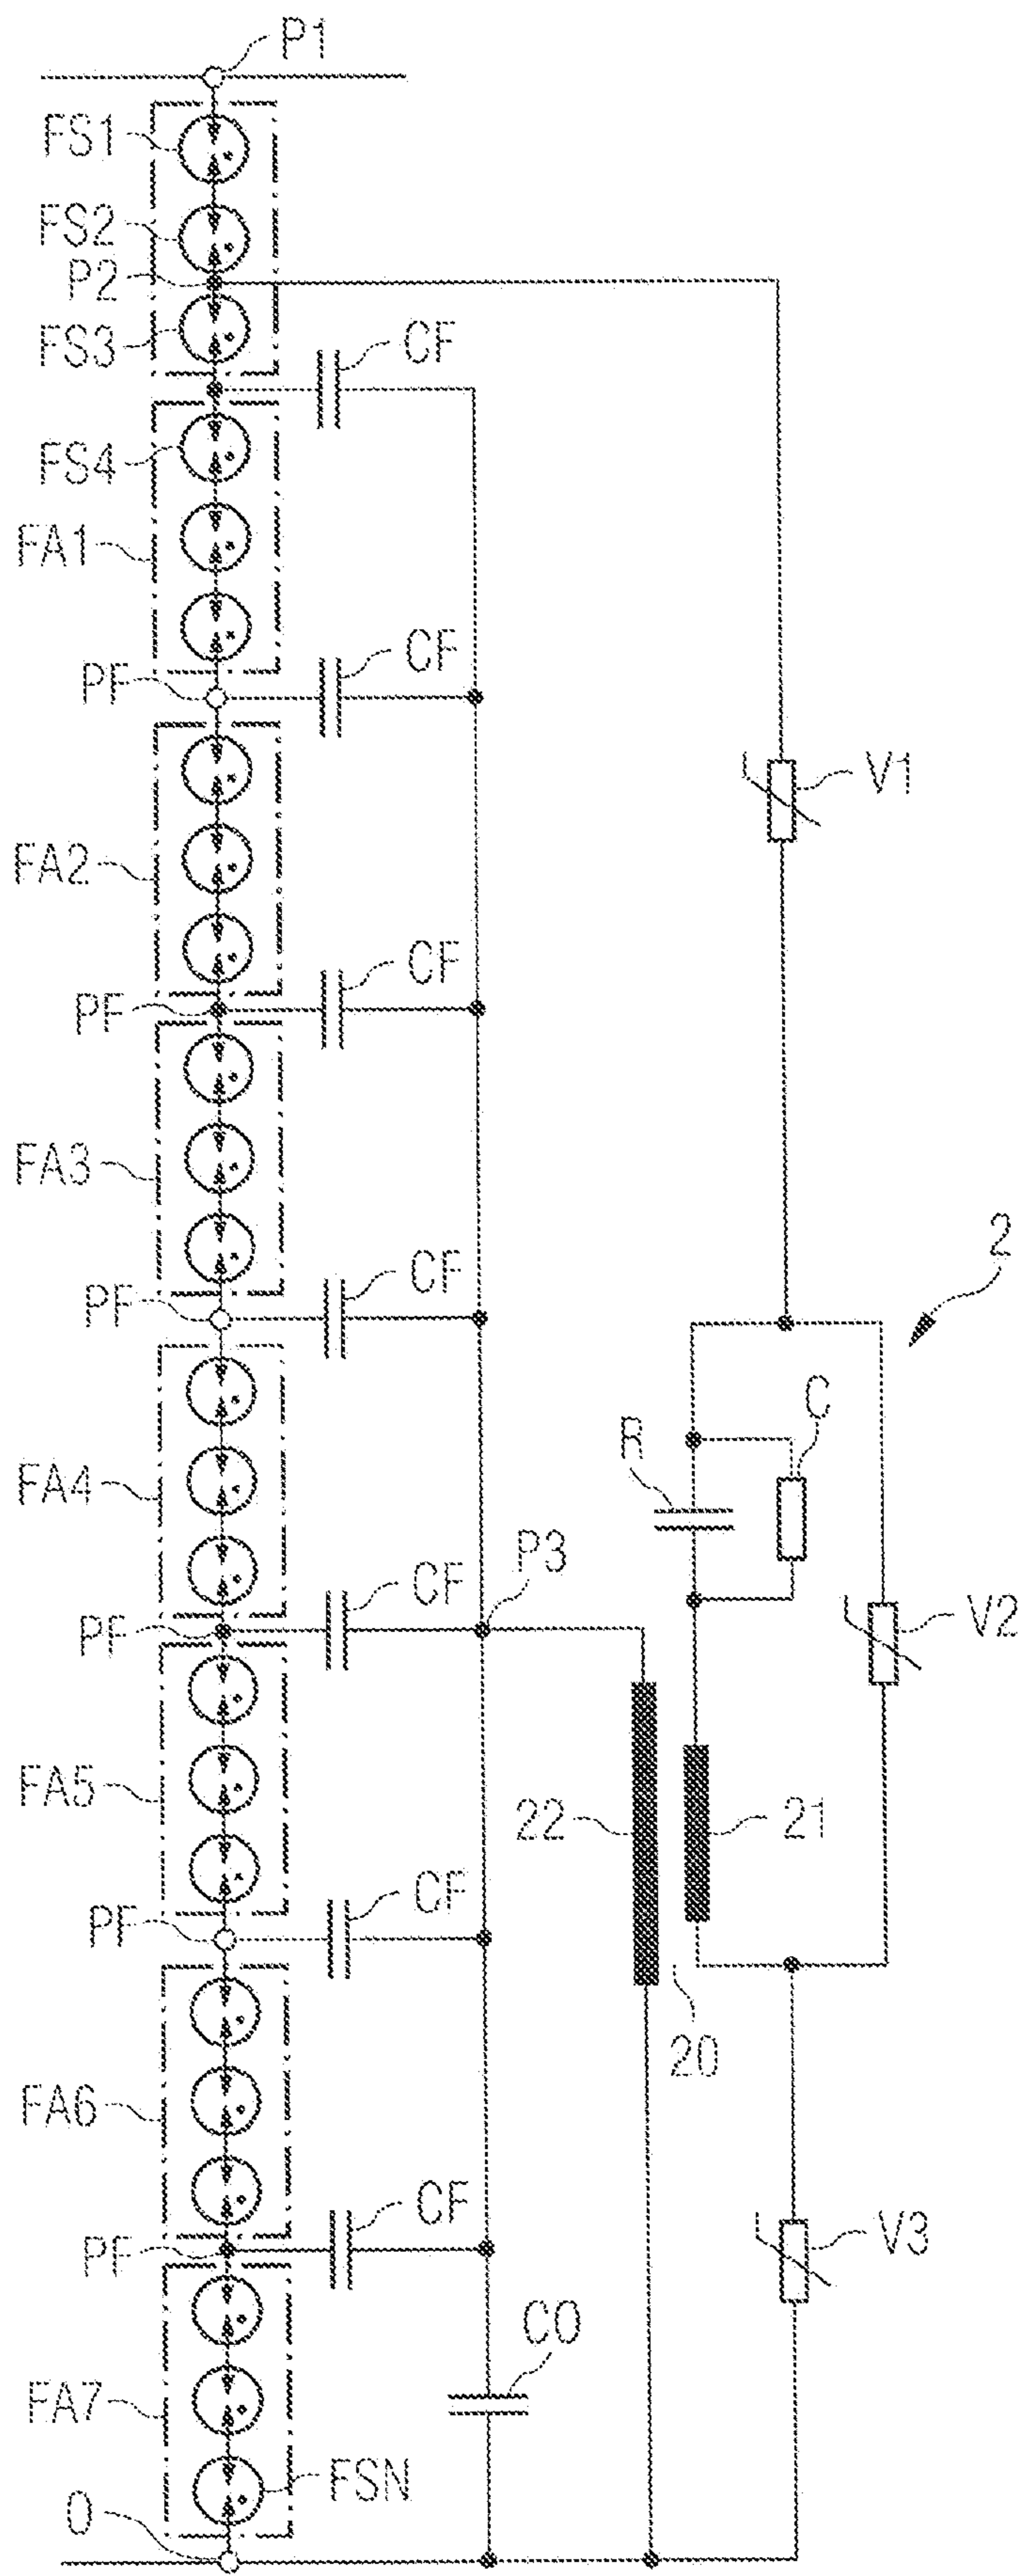 P1
FS1
FS2
P2
FS3
CF
FS4
FA1
PF
CF
V1
FA2
PF
CF
FA3
2
PF
CF
C
R
FA4
P3
CF
V2
PF
FA5
22
21
PF
CF
20
FA6
CF
PF
V3
CO
FA7
FSN
0